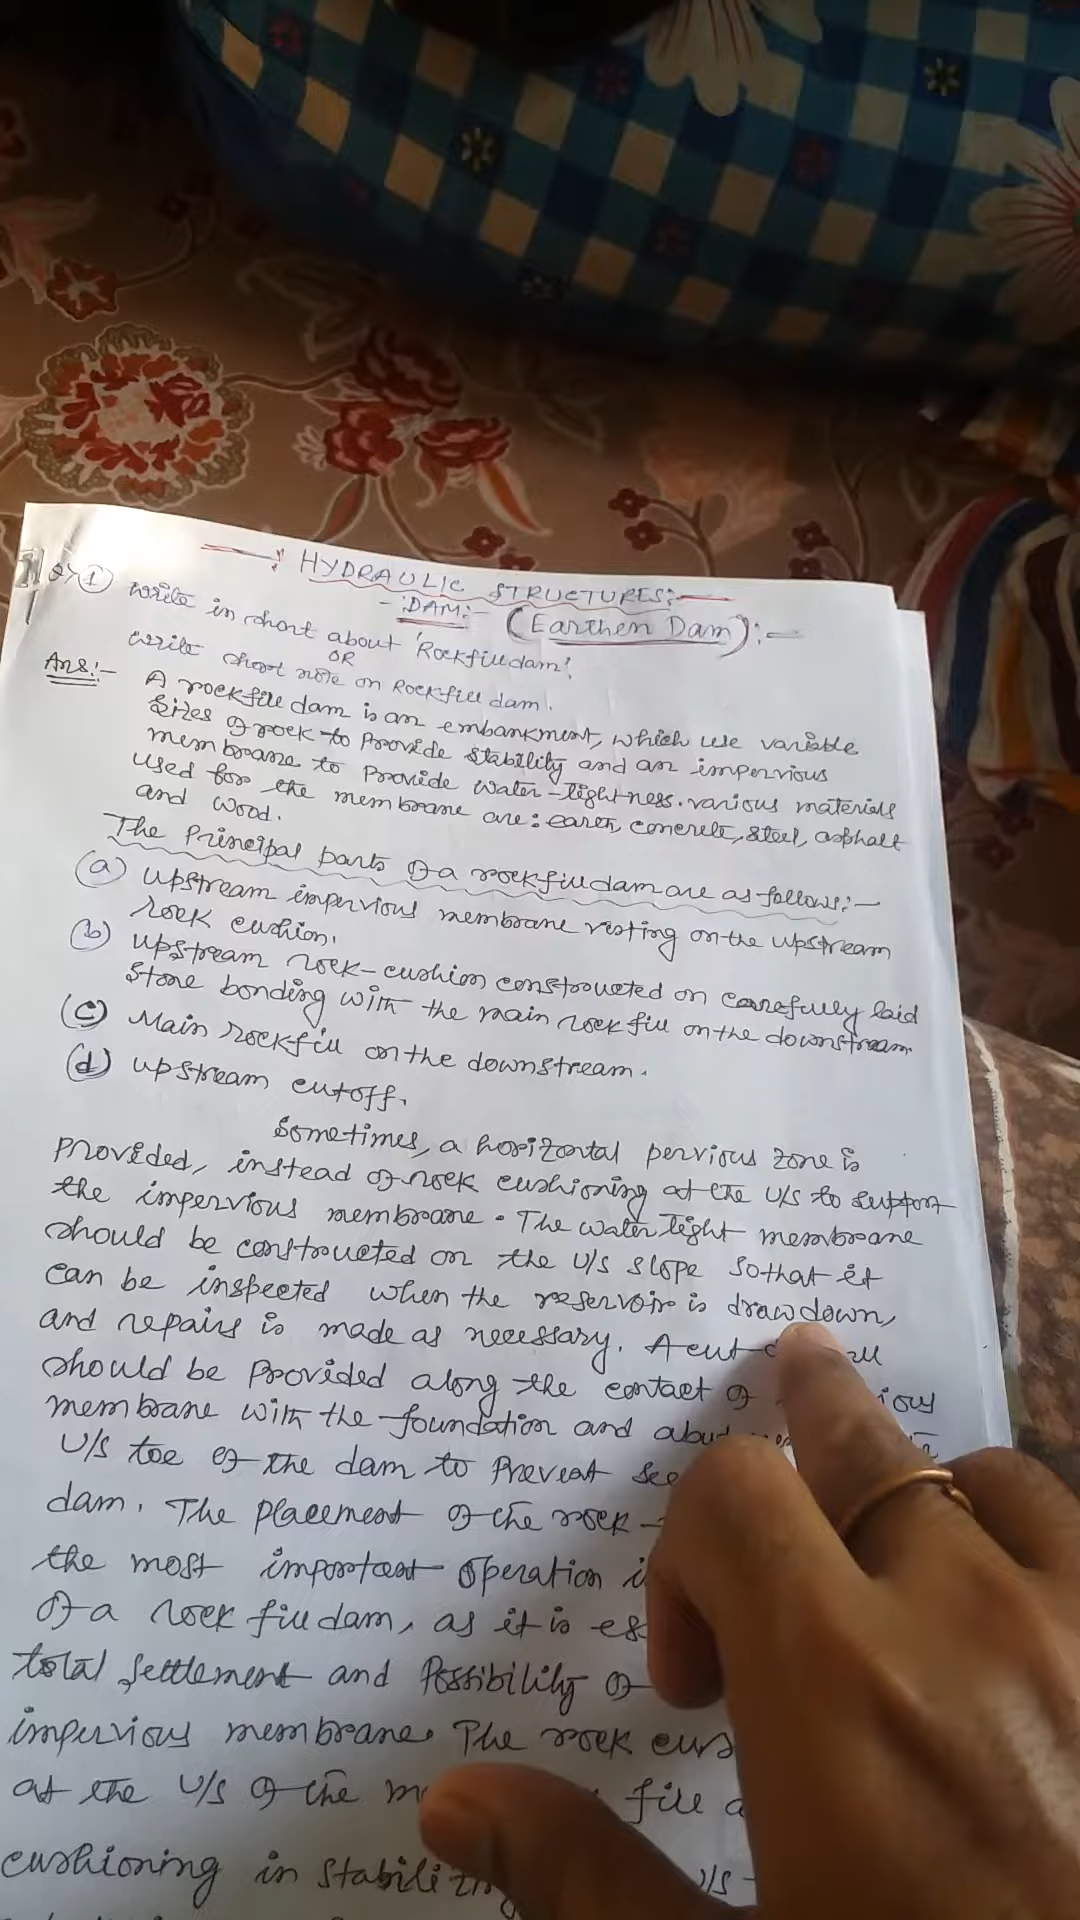 :HYDRAULIC STRUCTURES:-
-:DAM:- (Earthen Dam):-
1 Write in short about 'Rockfill dam'.
OR
Write short note on Rockfill dam.
Ans:- A rockfill dam is an embankment, which use variable
Sizes of rock to Provide Stability and an impervious
membrane to Provide water-tightness. various materials
used for the membrane are: earth, concrete, steel, asphalt
and wood.
The Principal parts of a rockfill dam are as follows:-
(a) upstream impervious membrane resting on the upstream
rock cushion.
(b) upstream rock-cushion constructed on carefully laid
Stone bonding with the main rock fill on the downstream
(c) Main rockfill on the downstream.
(d) upstream cutoff.
Sometimes, a horizontal pervious zone is
Provided, instead of rock cushioning at the U/S to support
the impervious membrane. The water tight membrane
should be constructed on the U/S slope so that it
can be inspected when the reservoir is drawdown,
and repairs is made as necessary. A cut
should be Provided along the contact of
membrane with the foundation and
U/S toe of the dam to Prevent
dam. The placement of the rock-
the most important operation
of a rock fill dam, as it is
total settlement and Possibility of
impervious membrane. The rock
at the U/S of the fill
cushioning in U/S